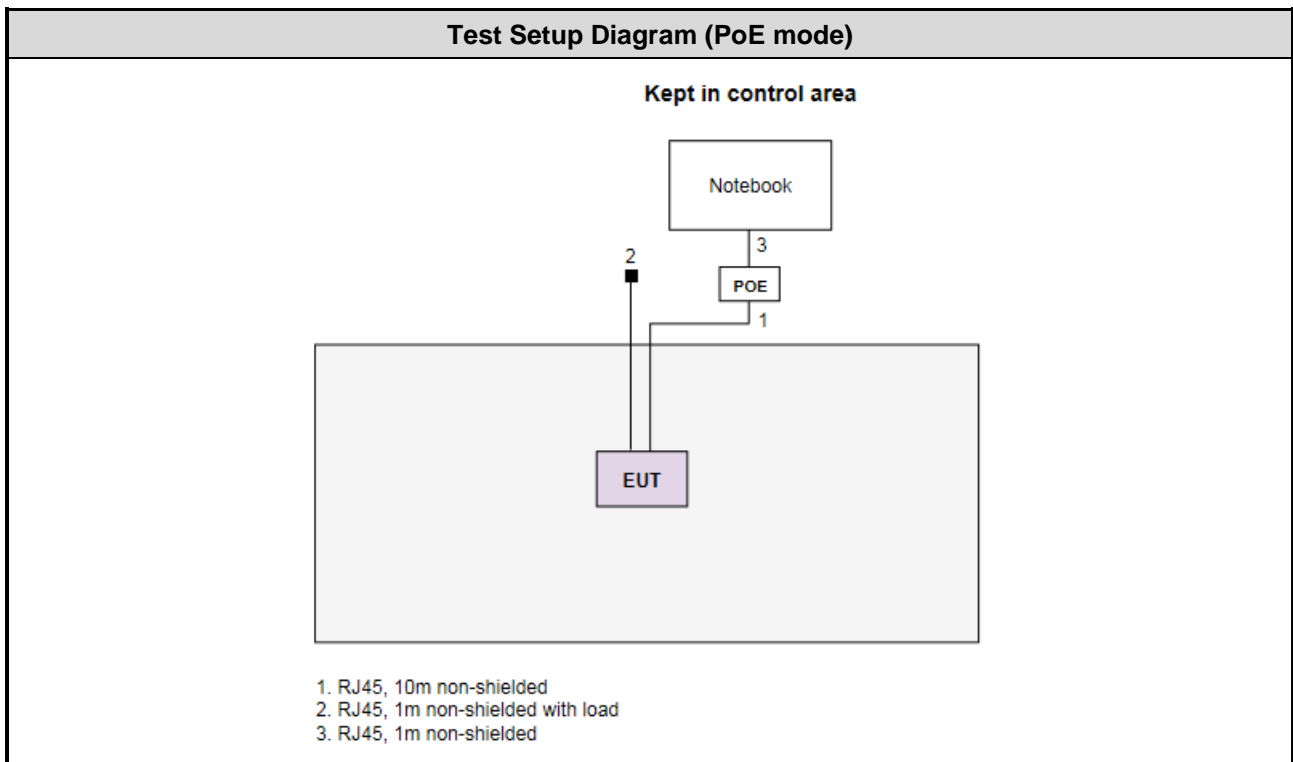 Test Setup Diagram (PoE mode)
Kept in control area
Notebook
3
2
POE
1
EUT
1. RJ45, 10m non-shielded
2. RJ45, 1m non-shielded with load
3. RJ45, 1m non-shielded